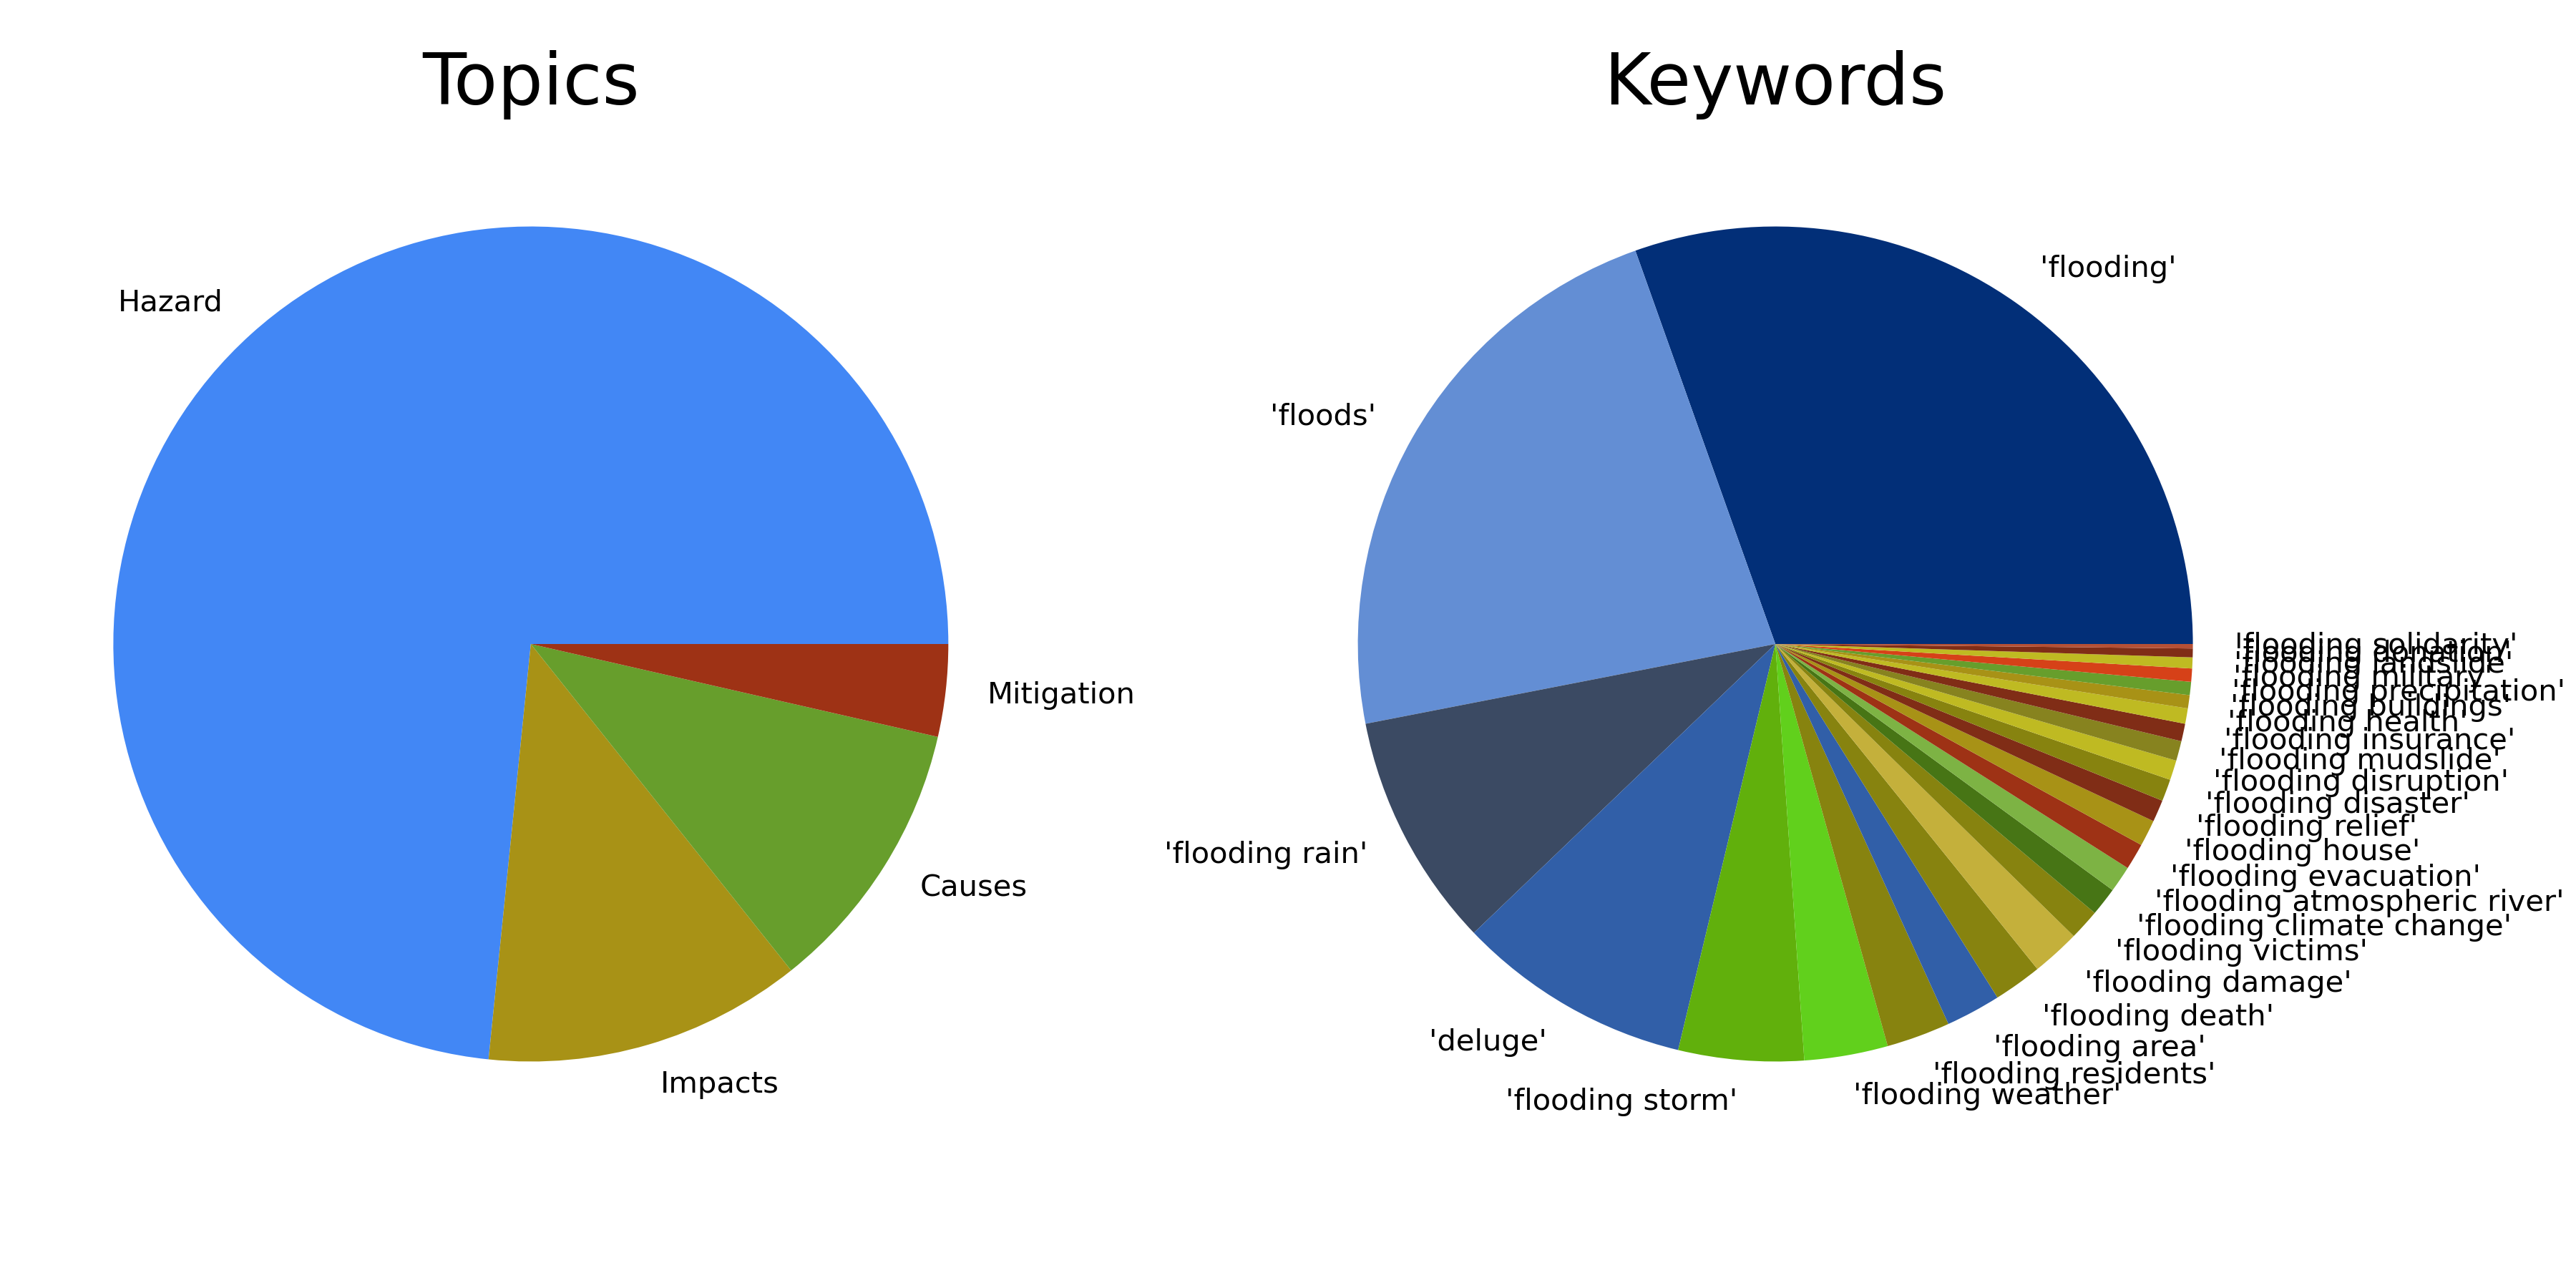 Topics
Keywords
Hazard
Mitigation
Causes
Impacts
'flooding'
'floods'
'flooding rain'
'deluge'
'flooding storm'
'flooding weather'
'flooding residents'
'flooding area'
'flooding death'
'flooding damage'
'flooding victims'
'flooding climate change'
'flooding atmospheric river'
'flooding evacuation'
'flooding house'
'flooding relief'
'flooding disaster'
'flooding disruption'
'flooding mudslide'
'flooding insurance'
'flooding health'
'flooding buildings'
'flooding precipitation'
'flooding military'
'flooding landslide'
'flooding donation'
'flooding solidarity'